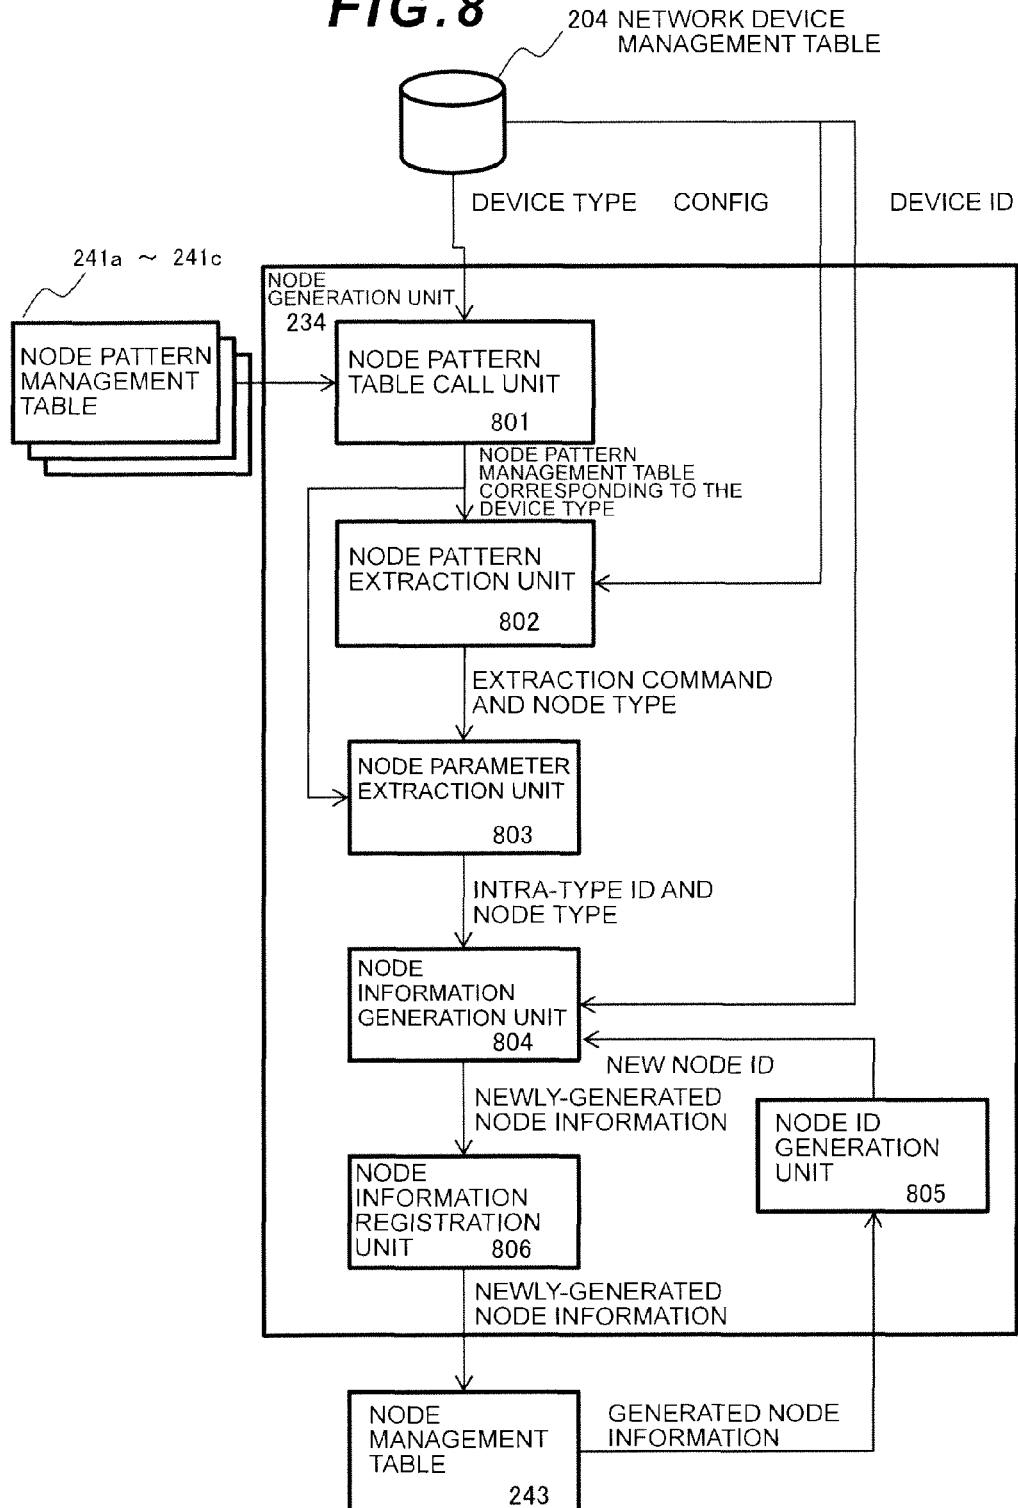 FIG.8
204 NETWORK DEVICE
MANAGEMENT TABLE
DEVICE TYPE
CONFIG
DEVICE ID
241a ~ 241c
NODE PATTERN
MANAGEMENT
TABLE
NODE
GENERATION UNIT
234
NODE PATTERN
TABLE CALL UNIT
801
NODE PATTERN
MANAGEMENT TABLE
CORRESPONDING TO THE
DEVICE TYPE
NODE PATTERN
EXTRACTION UNIT
802
EXTRACTION COMMAND
AND NODE TYPE
NODE PARAMETER
EXTRACTION UNIT
803
INTRA-TYPE ID AND
NODE TYPE
NODE
INFORMATION
GENERATION UNIT
804
NEW NODE ID
NEWLY-GENERATED
NODE INFORMATION
NODE ID
GENERATION
UNIT
805
NODE
INFORMATION
REGISTRATION
UNIT 806
NEWLY-GENERATED
NODE INFORMATION
NODE
MANAGEMENT
TABLE
243
GENERATED NODE
INFORMATION